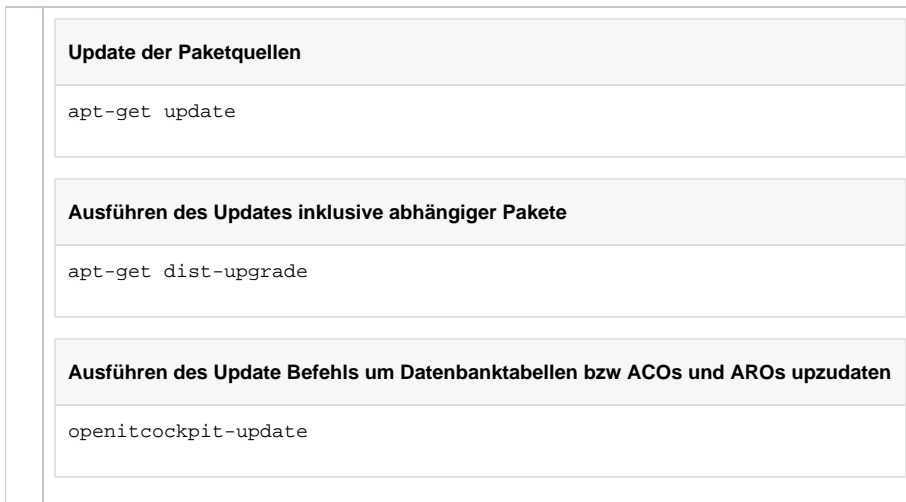 Update der Paketquellen
apt-get update
Ausführen des Updates inklusive abhängiger Pakete
apt-get dist-upgrade
Ausführen des Update Befehls um Datenbanktabellen bzw ACOs und AROs upzudaten
openitcockpit-update